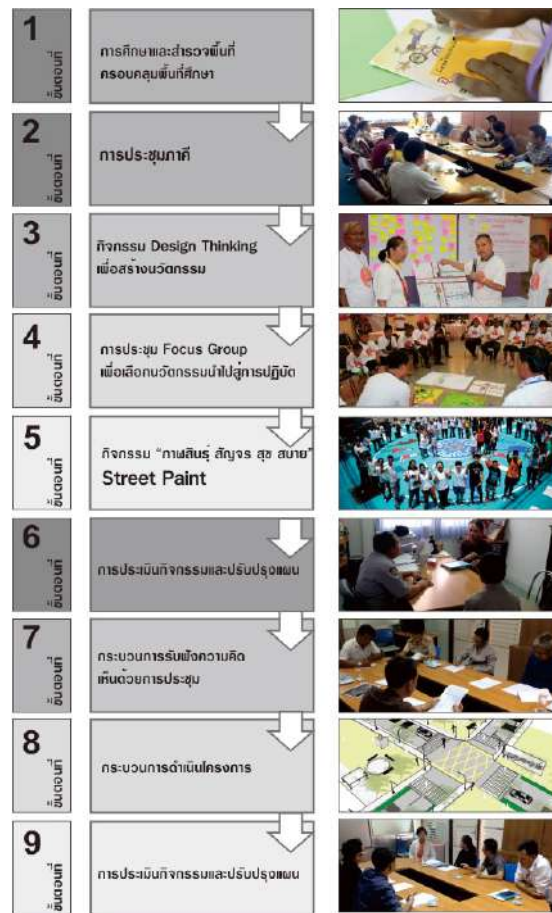 1
ขั้นตอนที่
การศึกษาและสำรวจพื้นที่
ครอบคลุมพื้นที่ศึกษา
2
ขั้นตอนที่
การประชุมภาคี
3
ขั้นตอนที่
กิจกรรม Design Thinking
เพื่อสร้างนวัตกรรม
4
ขั้นตอนที่
การประชุม Focus Group
เพื่อเลือกนวัตกรรมนำไปสู่การปฏิบัติ
5
ขั้นตอนที่
กิจกรรม “กาฬสินธุ์ สัญจร สุข สบาย”
Street Paint
6
ขั้นตอนที่
การประเมินกิจกรรมและปรับปรุงแผน
7
ขั้นตอนที่
กระบวนการรับฟังความคิด
เห็นด้วยการประชุม
8
ขั้นตอนที่
กระบวนการดำเนินโครงการ
9
ขั้นตอนที่
การประเมินกิจกรรมและปรับปรุงแผน